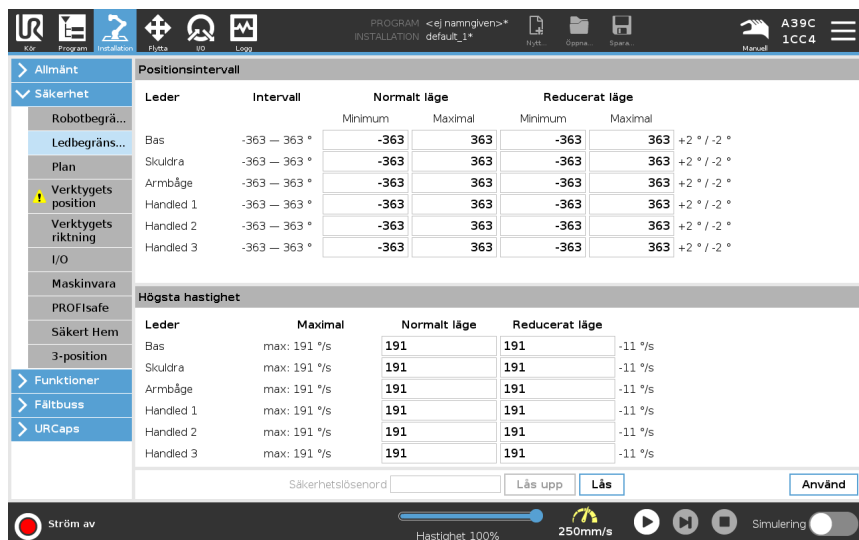 UR
PROGRAM <ej namngiven>*
INSTALLATION default_1*
A39C
1CC4
Kör Program Installation Flytta I/O Logg Nytt... Öppna... Spara... Manuell
Allmänt
Säkerhet
Robotbegrä...
Ledbegräns...
Plan
Verktygets
position
Verktygets
riktning
I/O
Maskinvara
PROFIsafe
Säkert Hem
3-position
Funktioner
Fältbuss
URCaps
Positionsintervall
Leder Intervall Normalt läge Reducerat läge
Minimum Maximal Minimum Maximal
Bas -363 — 363 ° -363 363 -363 363 +2 ° / -2 °
Skuldra -363 — 363 ° -363 363 -363 363 +2 ° / -2 °
Armbåge -363 — 363 ° -363 363 -363 363 +2 ° / -2 °
Handled 1 -363 — 363 ° -363 363 -363 363 +2 ° / -2 °
Handled 2 -363 — 363 ° -363 363 -363 363 +2 ° / -2 °
Handled 3 -363 — 363 ° -363 363 -363 363 +2 ° / -2 °
Högsta hastighet
Leder Maximal Normalt läge Reducerat läge
Bas max: 191 °/s 191 191 -11 °/s
Skuldra max: 191 °/s 191 191 -11 °/s
Armbåge max: 191 °/s 191 191 -11 °/s
Handled 1 max: 191 °/s 191 191 -11 °/s
Handled 2 max: 191 °/s 191 191 -11 °/s
Handled 3 max: 191 °/s 191 191 -11 °/s
Säkerhetslösenord Lås upp Lås Använd
Ström av
Hastighet 100%
250mm/s
Simulering